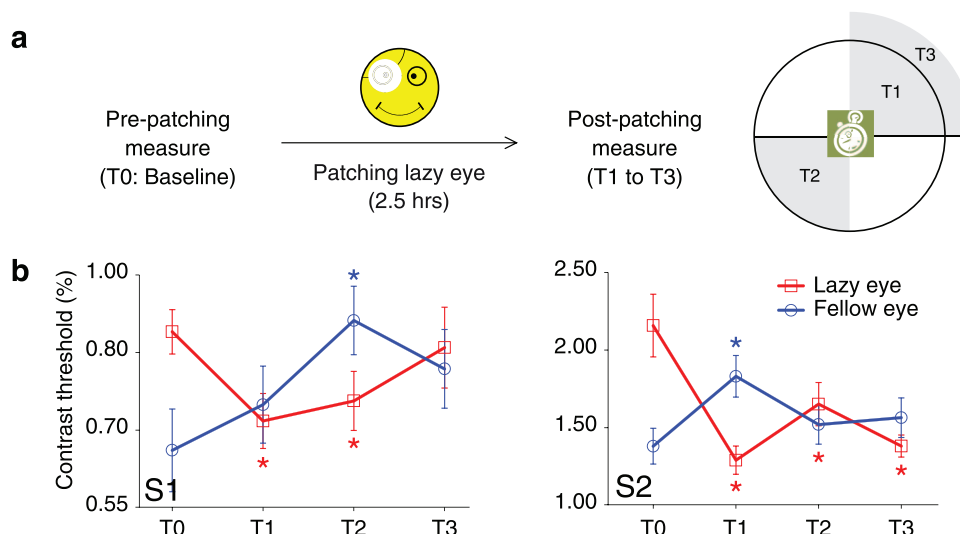 a
Pre-patching
measure
(T0: Baseline)
Patching lazy eye
(2.5 hrs)
Post-patching
measure
(T1 to T3)
T3
T1
T2
b
Contrast threshold (%)
1.00
0.80
0.70
0.55
*
*
*
S1
T0
T1
T2
T3
2.50
2.00
1.50
1.00
Lazy eye
Fellow eye
*
*
*
*
S2
T0
T1
T2
T3